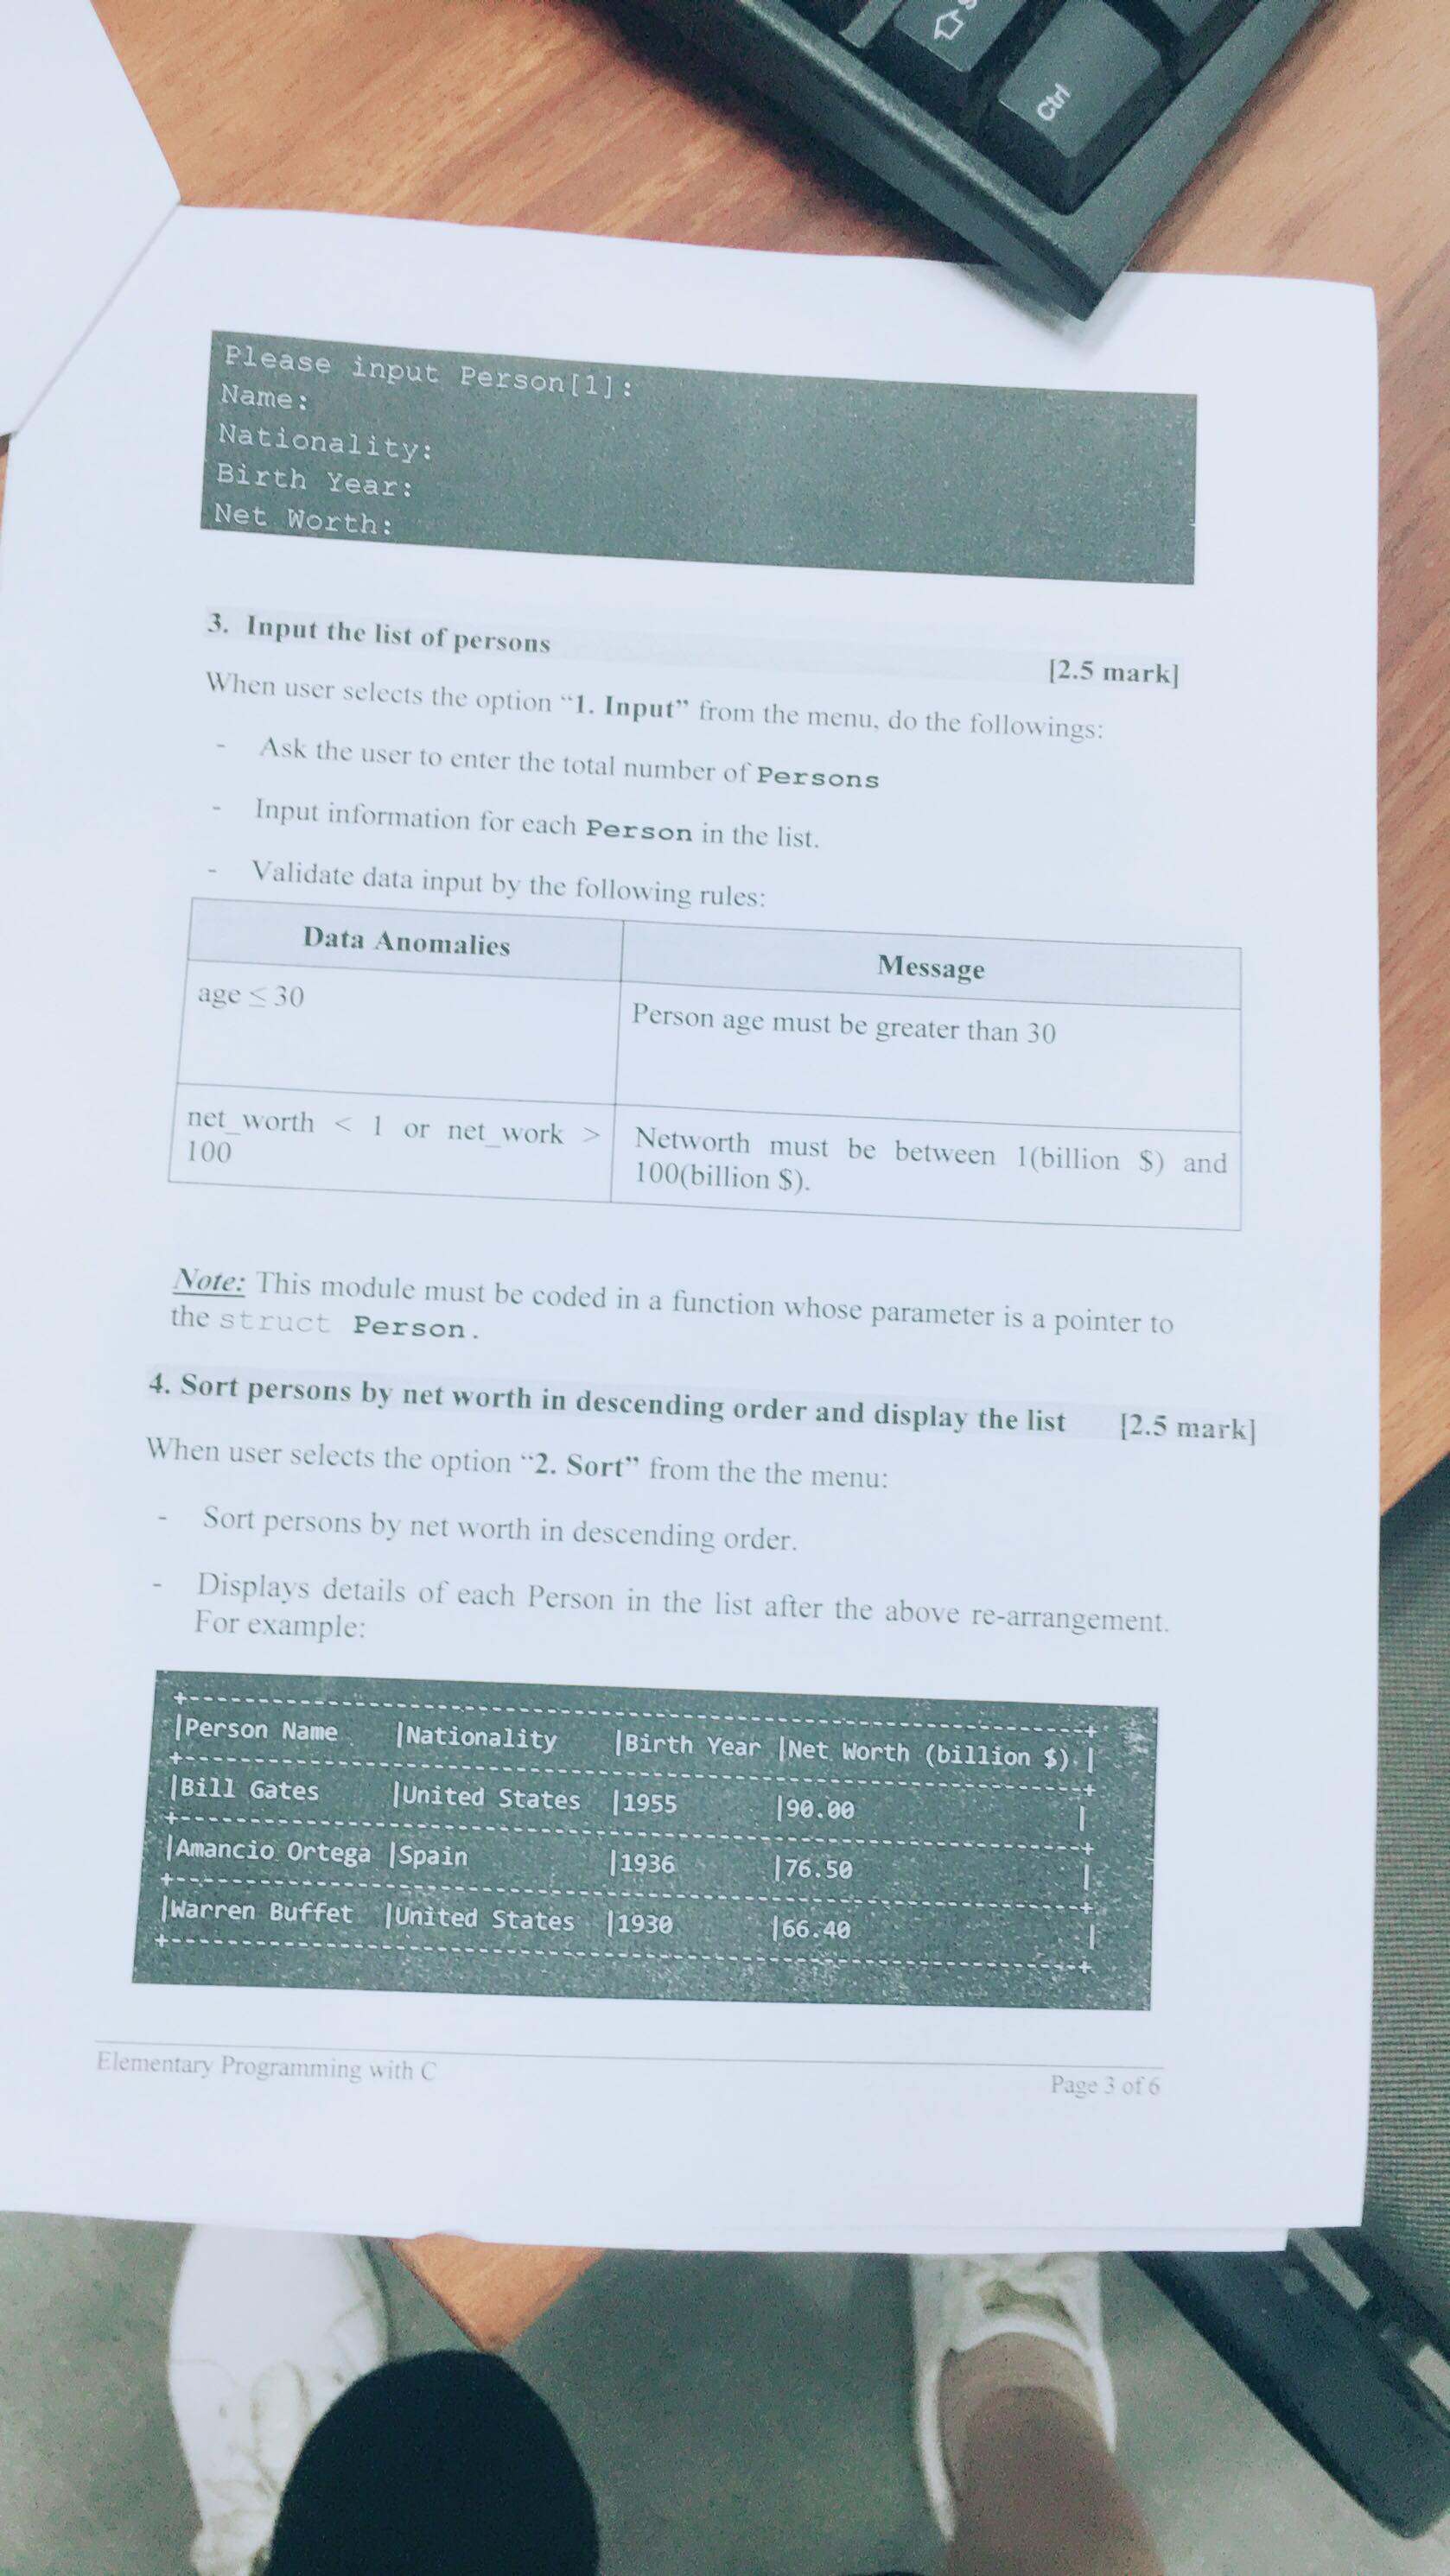 Ctrl
Please input Person[1]:
Name:
Nationality:
Birth Year:
Net Worth:
3. Input the list of persons [2.5 mark]
When user selects the option “1. Input” from the menu, do the followings:
- Ask the user to enter the total number of Persons
- Input information for each Person in the list.
- Validate data input by the following rules:
Data Anomalies Message
age ≤ 30 Person age must be greater than 30
net_worth < 1 or net_work > Networth must be between 1(billion $) and
100 100(billion $).
Note: This module must be coded in a function whose parameter is a pointer to
the struct Person.
4. Sort persons by net worth in descending order and display the list [2.5 mark]
When user selects the option “2. Sort” from the the menu:
- Sort persons by net worth in descending order.
- Displays details of each Person in the list after the above re-arrangement.
For example:
|Person Name |Nationality |Birth Year |Net Worth (billion $) |
|Bill Gates |United States |1955 |90.00 |
|Amancio Ortega |Spain |1936 |76.50 |
|Warren Buffet |United States |1930 |66.40 |
Elementary Programming with C Page 3 of 6